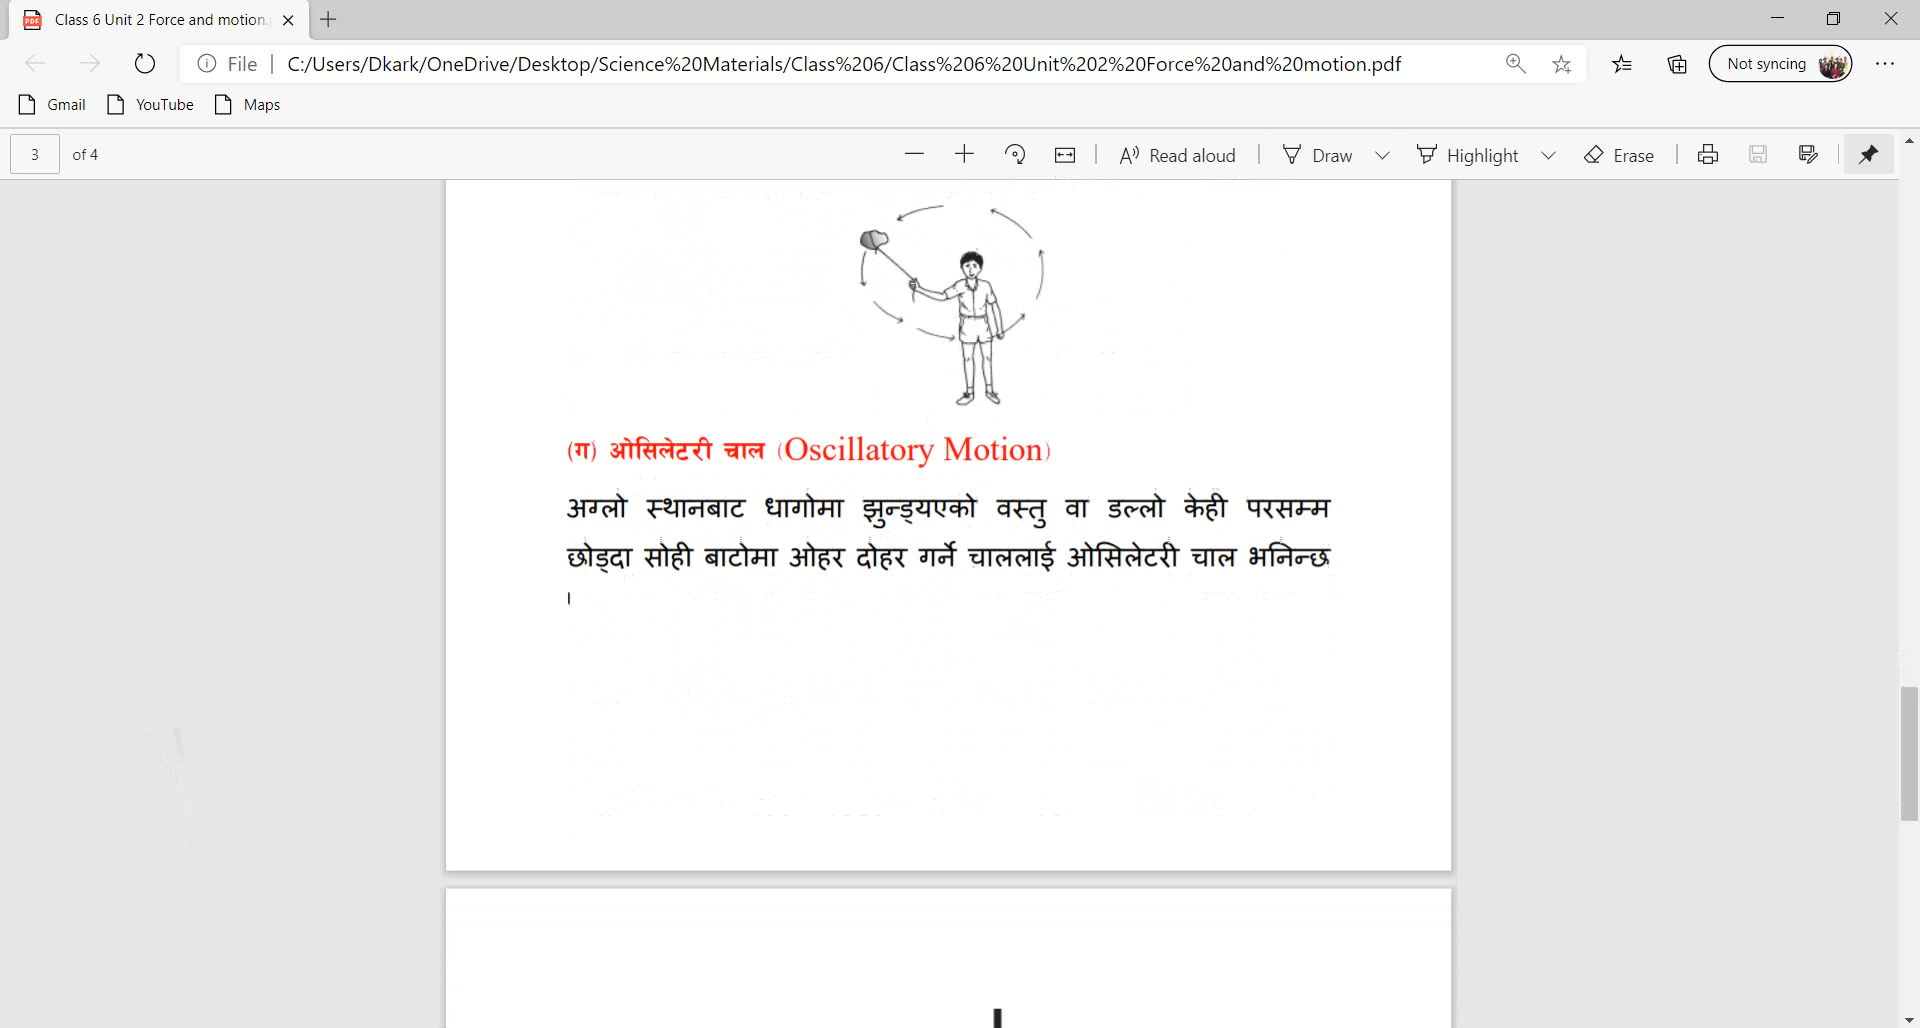 Class 6 Unit 2 Force and motion.
File
C:/Users/Dkark/OneDrive/Desktop/Science%20Materials/Class%206/Class%206%20Unit%202%20Force%20and%20motion.pdf
Not syncing
Gmail YouTube Maps
3 of 4
Read aloud Draw Highlight Erase
(ग) ओसिलेटरी चाल (Oscillatory Motion)
अग्लो स्थानबाट धागोमा झुन्ड्यएको वस्तु वा डल्लो केही परसम्म
छोड्दा सोही बाटोमा ओहर दोहर गर्ने चाललाई ओसिलेटरी चाल भनिन्छ
।